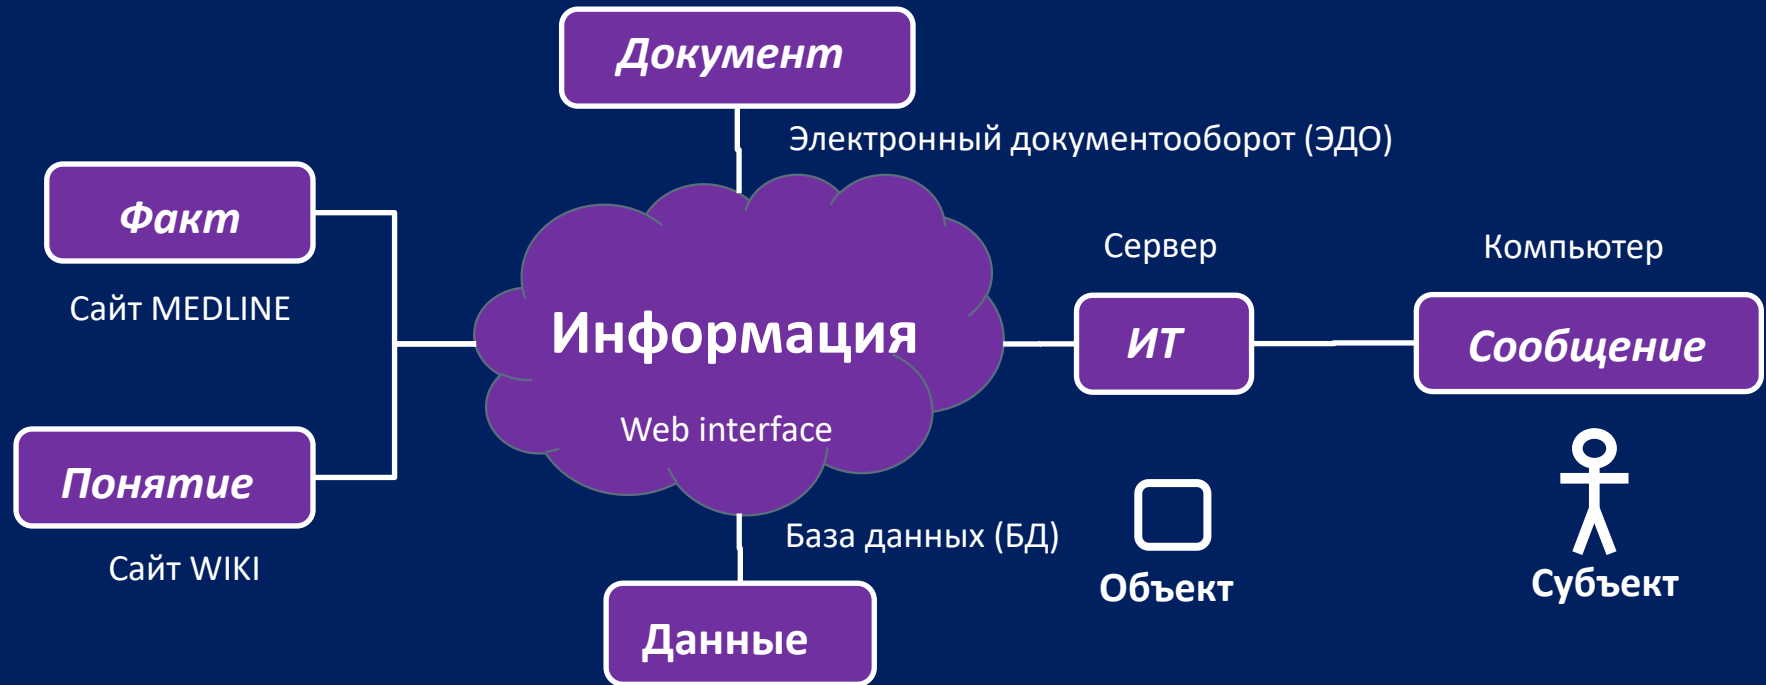 Документ
Электронный документооборот (ЭДО)
Факт
Сайт MEDLINE
Понятие
Сайт WIKI
Информация
Web interface
Сервер
ИТ
Компьютер
Сообщение
База данных (БД)
Данные
Объект
Субъект